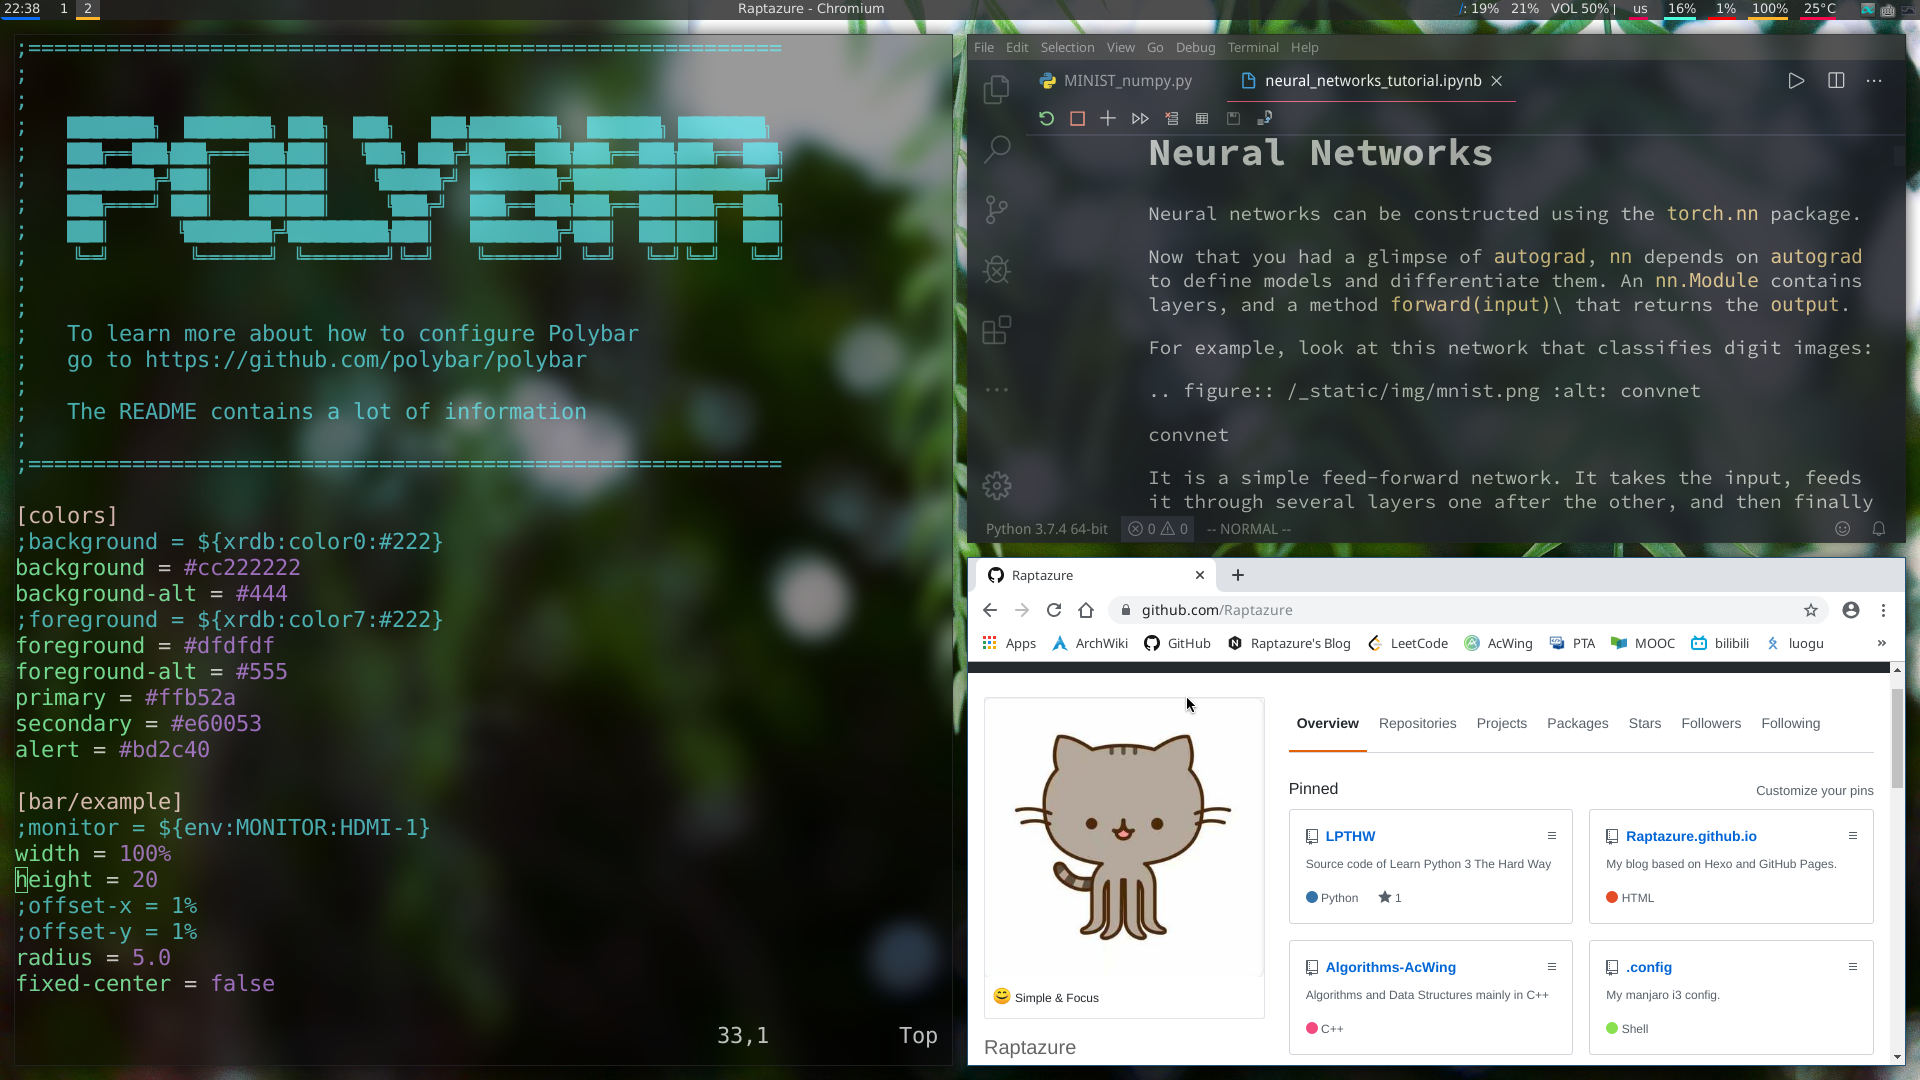 22:38 1 2 Raptazure - Chromium /: 19% 21% VOL 50% | us 16% 1% 100% 25°C
;==========================================================
;
;
; POLYBAR
;
;
;
;
;
;
;
; To learn more about how to configure Polybar
; go to https://github.com/polybar/polybar
;
; The README contains a lot of information
;
;==========================================================
[colors]
;background = ${xrdb:color0:#222}
background = #cc222222
background-alt = #444
;foreground = ${xrdb:color7:#222}
foreground = #dfdfdf
foreground-alt = #555
primary = #ffb52a
secondary = #e60053
alert = #bd2c40
[bar/example]
;monitor = ${env:MONITOR:HDMI-1}
width = 100%
height = 20
;offset-x = 1%
;offset-y = 1%
radius = 5.0
fixed-center = false
33,1 Top
File Edit Selection View Go Debug Terminal Help
MINIST_numpy.py neural_networks_tutorial.ipynb
Neural Networks
Neural networks can be constructed using the torch.nn package.
Now that you had a glimpse of autograd, nn depends on autograd
to define models and differentiate them. An nn.Module contains
layers, and a method forward(input)\ that returns the output.
For example, look at this network that classifies digit images:
.. figure:: /_static/img/mnist.png :alt: convnet
convnet
It is a simple feed-forward network. It takes the input, feeds
it through several layers one after the other, and then finally
Python 3.7.4 64-bit 0 0 -- NORMAL --
Raptazure
github.com/Raptazure
Apps ArchWiki GitHub Raptazure's Blog LeetCode AcWing PTA MOOC bilibili luogu »
Overview Repositories Projects Packages Stars Followers Following
Pinned Customize your pins
LPTHW
Source code of Learn Python 3 The Hard Way
Python 1
Raptazure.github.io
My blog based on Hexo and GitHub Pages.
HTML
Algorithms-AcWing
Algorithms and Data Structures mainly in C++
C++
.config
My manjaro i3 config.
Shell
Simple & Focus
Raptazure